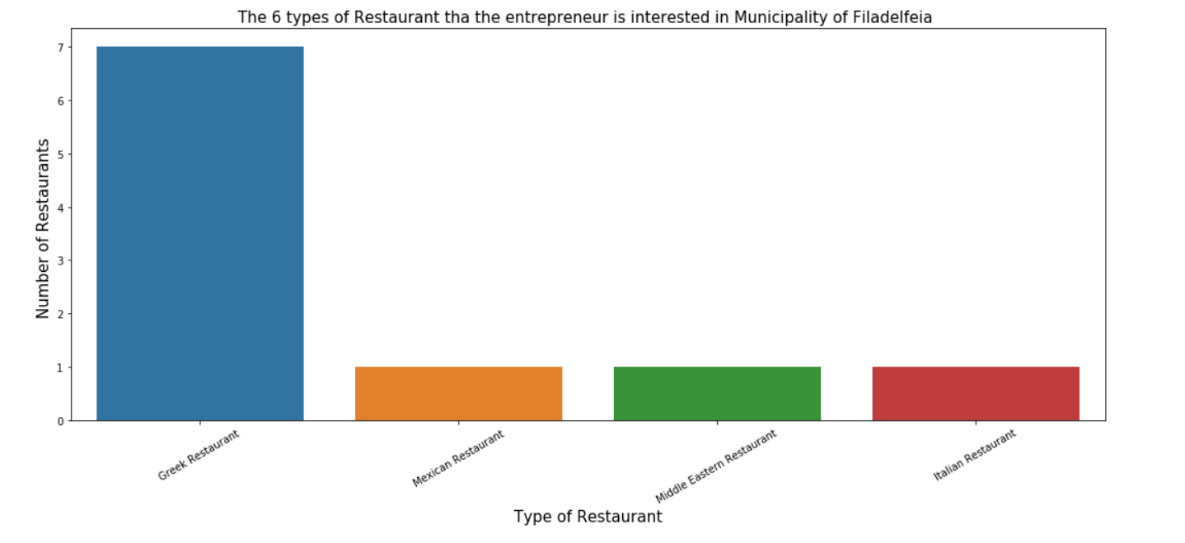 The 6 types of Restaurant tha the entrepreneur is interested in Municipality of Filadelfeia
Number of Restaurants
7
6
5
4
3
2
1
0
Greek Restaurant
Mexican Restaurant
Middle Eastern Restaurant
Italian Restaurant
Type of Restaurant